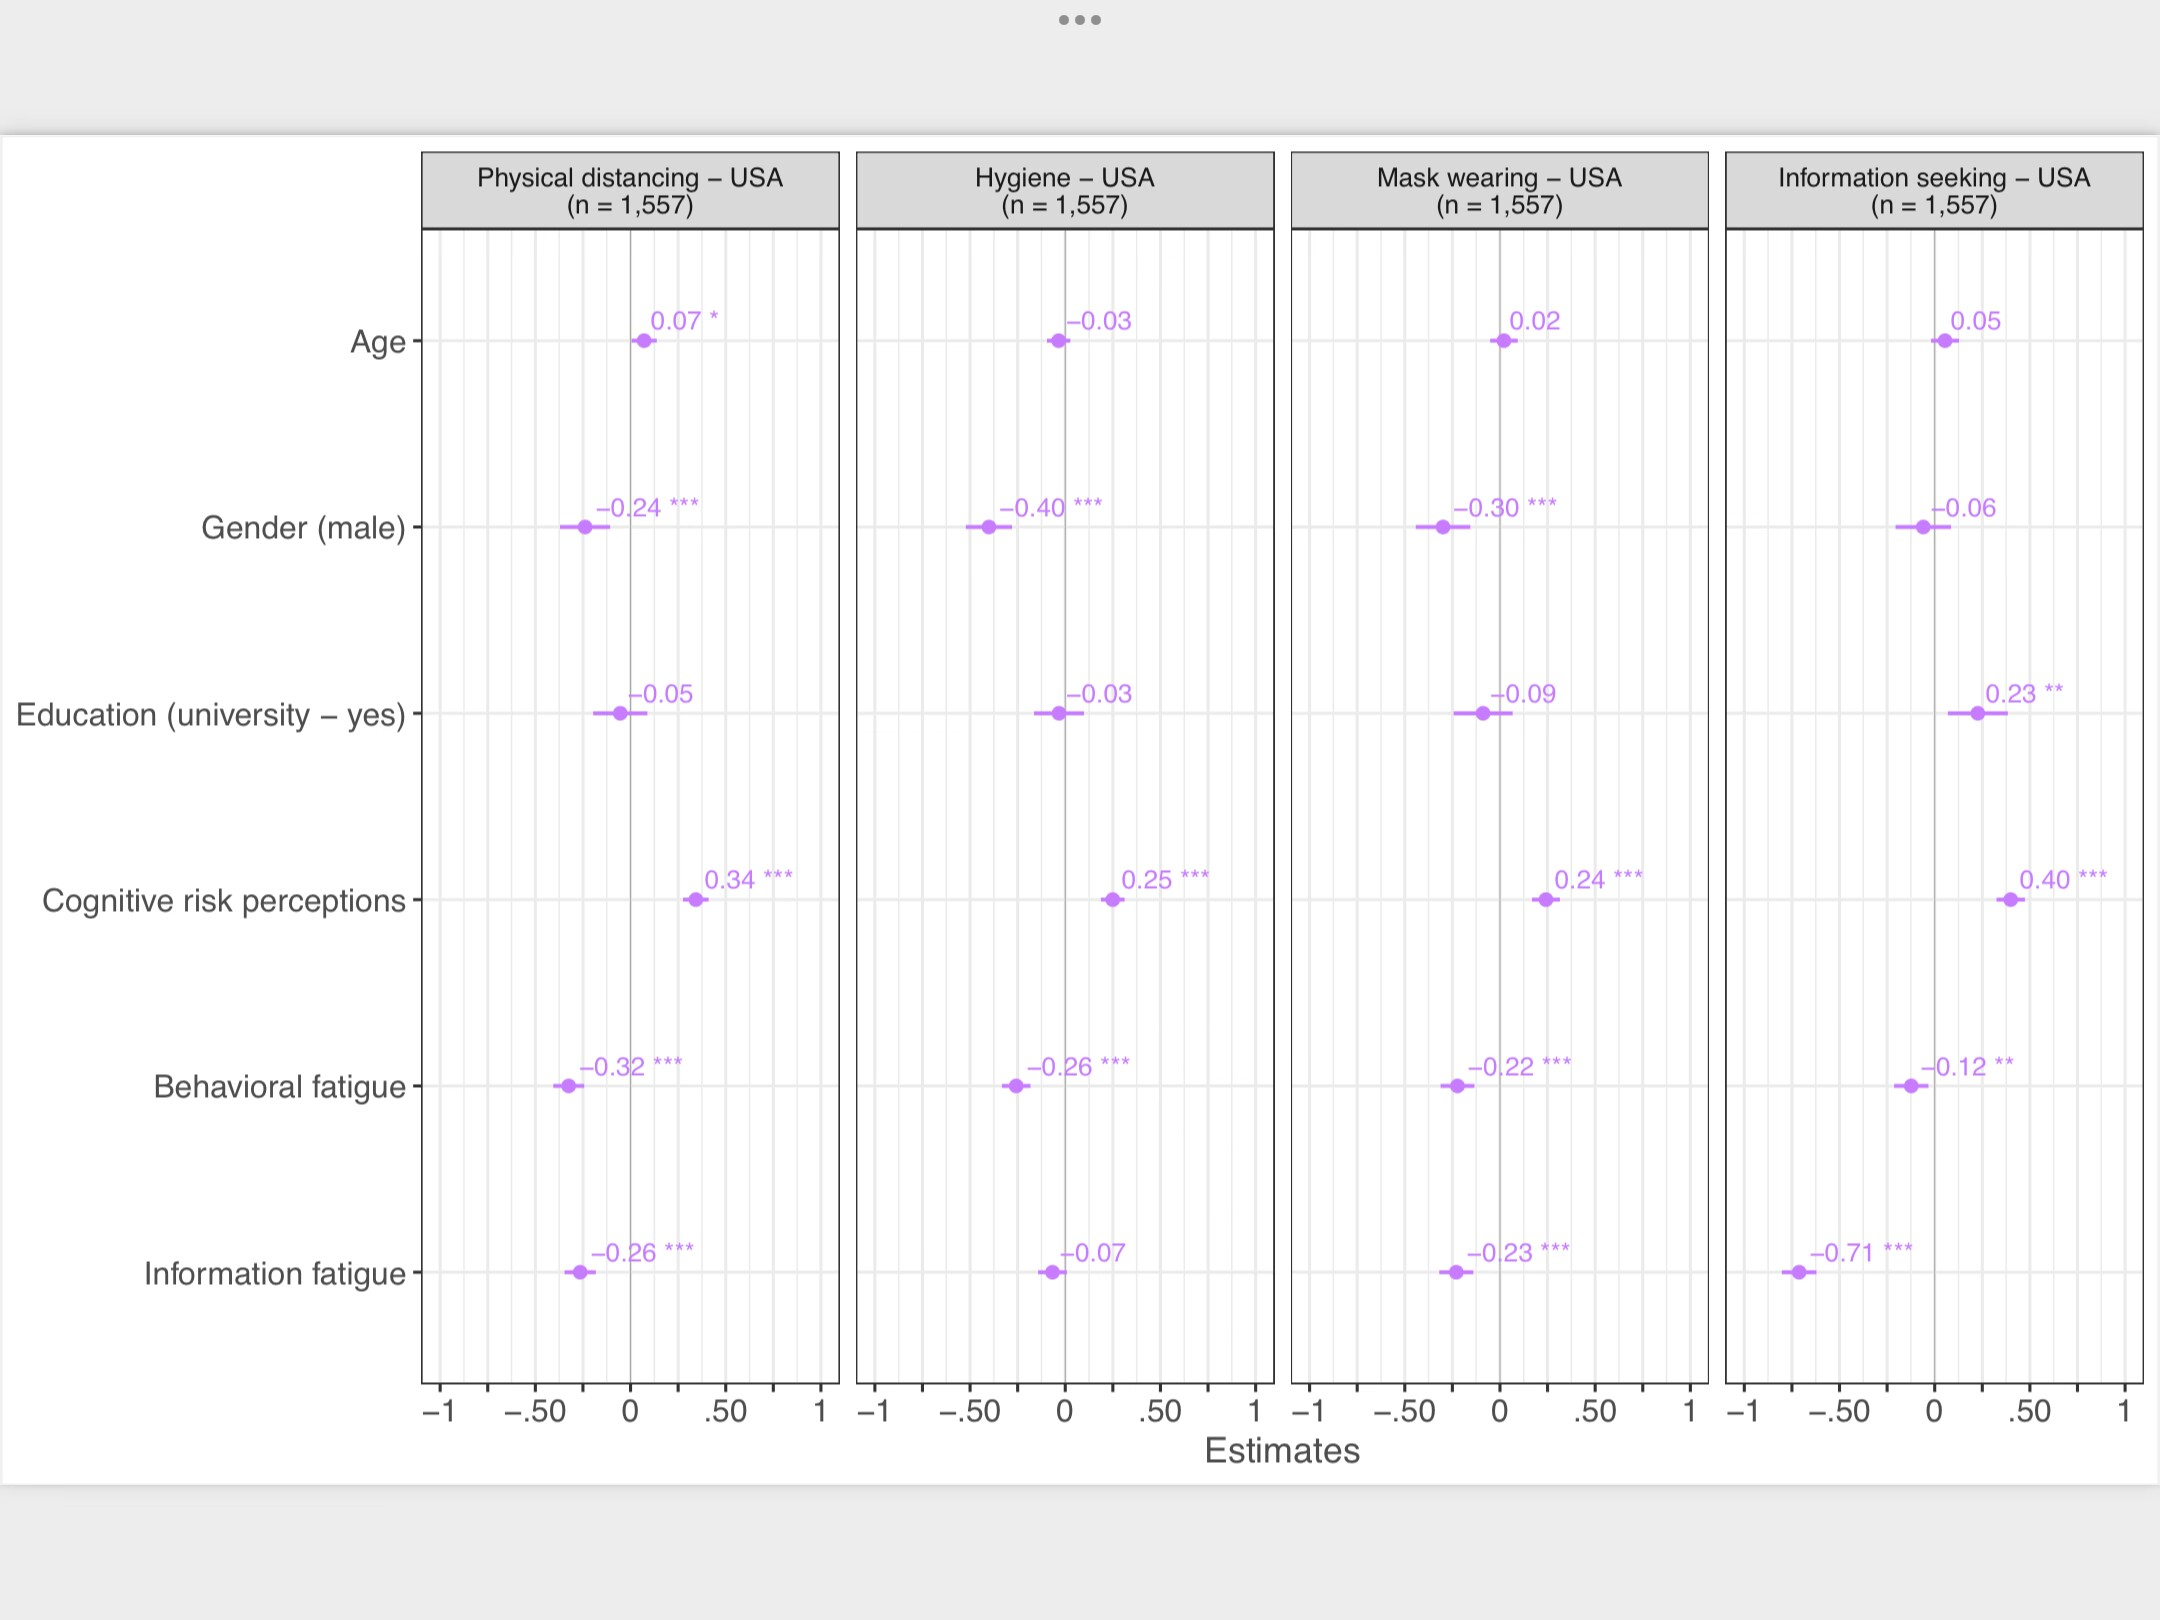 Physical distancing – USA
(n = 1,557)
Hygiene – USA
(n = 1,557)
Mask wearing – USA
(n = 1,557)
Information seeking – USA
(n = 1,557)
Age
0.07 *
–0.03
0.02
0.05
Gender (male)
–0.24 ***
–0.40 ***
–0.30 ***
–0.06
Education (university – yes)
–0.05
–0.03
–0.09
0.23 **
Cognitive risk perceptions
0.34 ***
0.25 ***
0.24 ***
0.40 ***
Behavioral fatigue
–0.32 ***
–0.26 ***
–0.22 ***
–0.12 **
Information fatigue
–0.26 ***
–0.07
–0.23 ***
–0.71 ***
–1 –.50 0 .50 1
–1 –.50 0 .50 1
–1 –.50 0 .50 1
–1 –.50 0 .50 1
Estimates